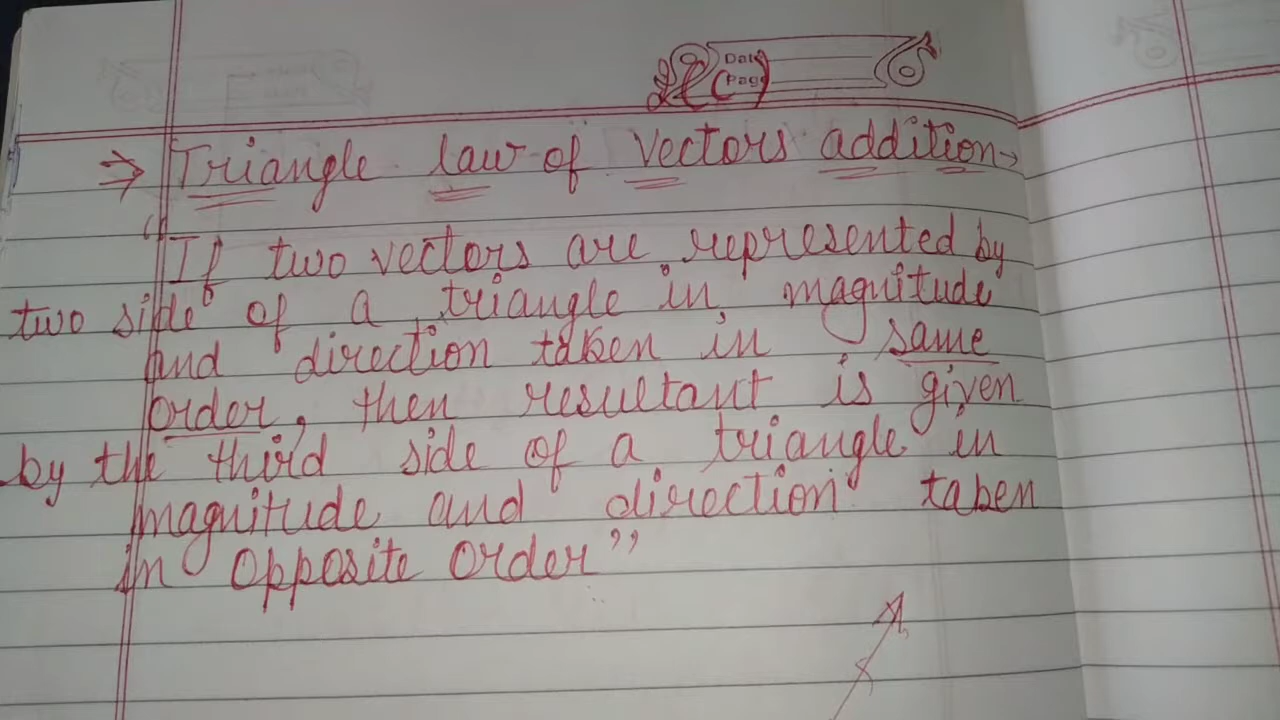 Date
Page
⇒ Triangle law of vectors addition→
"If two vectors are represented by
two side of a triangle in magnitude
and direction taken in same
order, then resultant is given
by the third side of a triangle in
magnitude and direction taken
in opposite order"